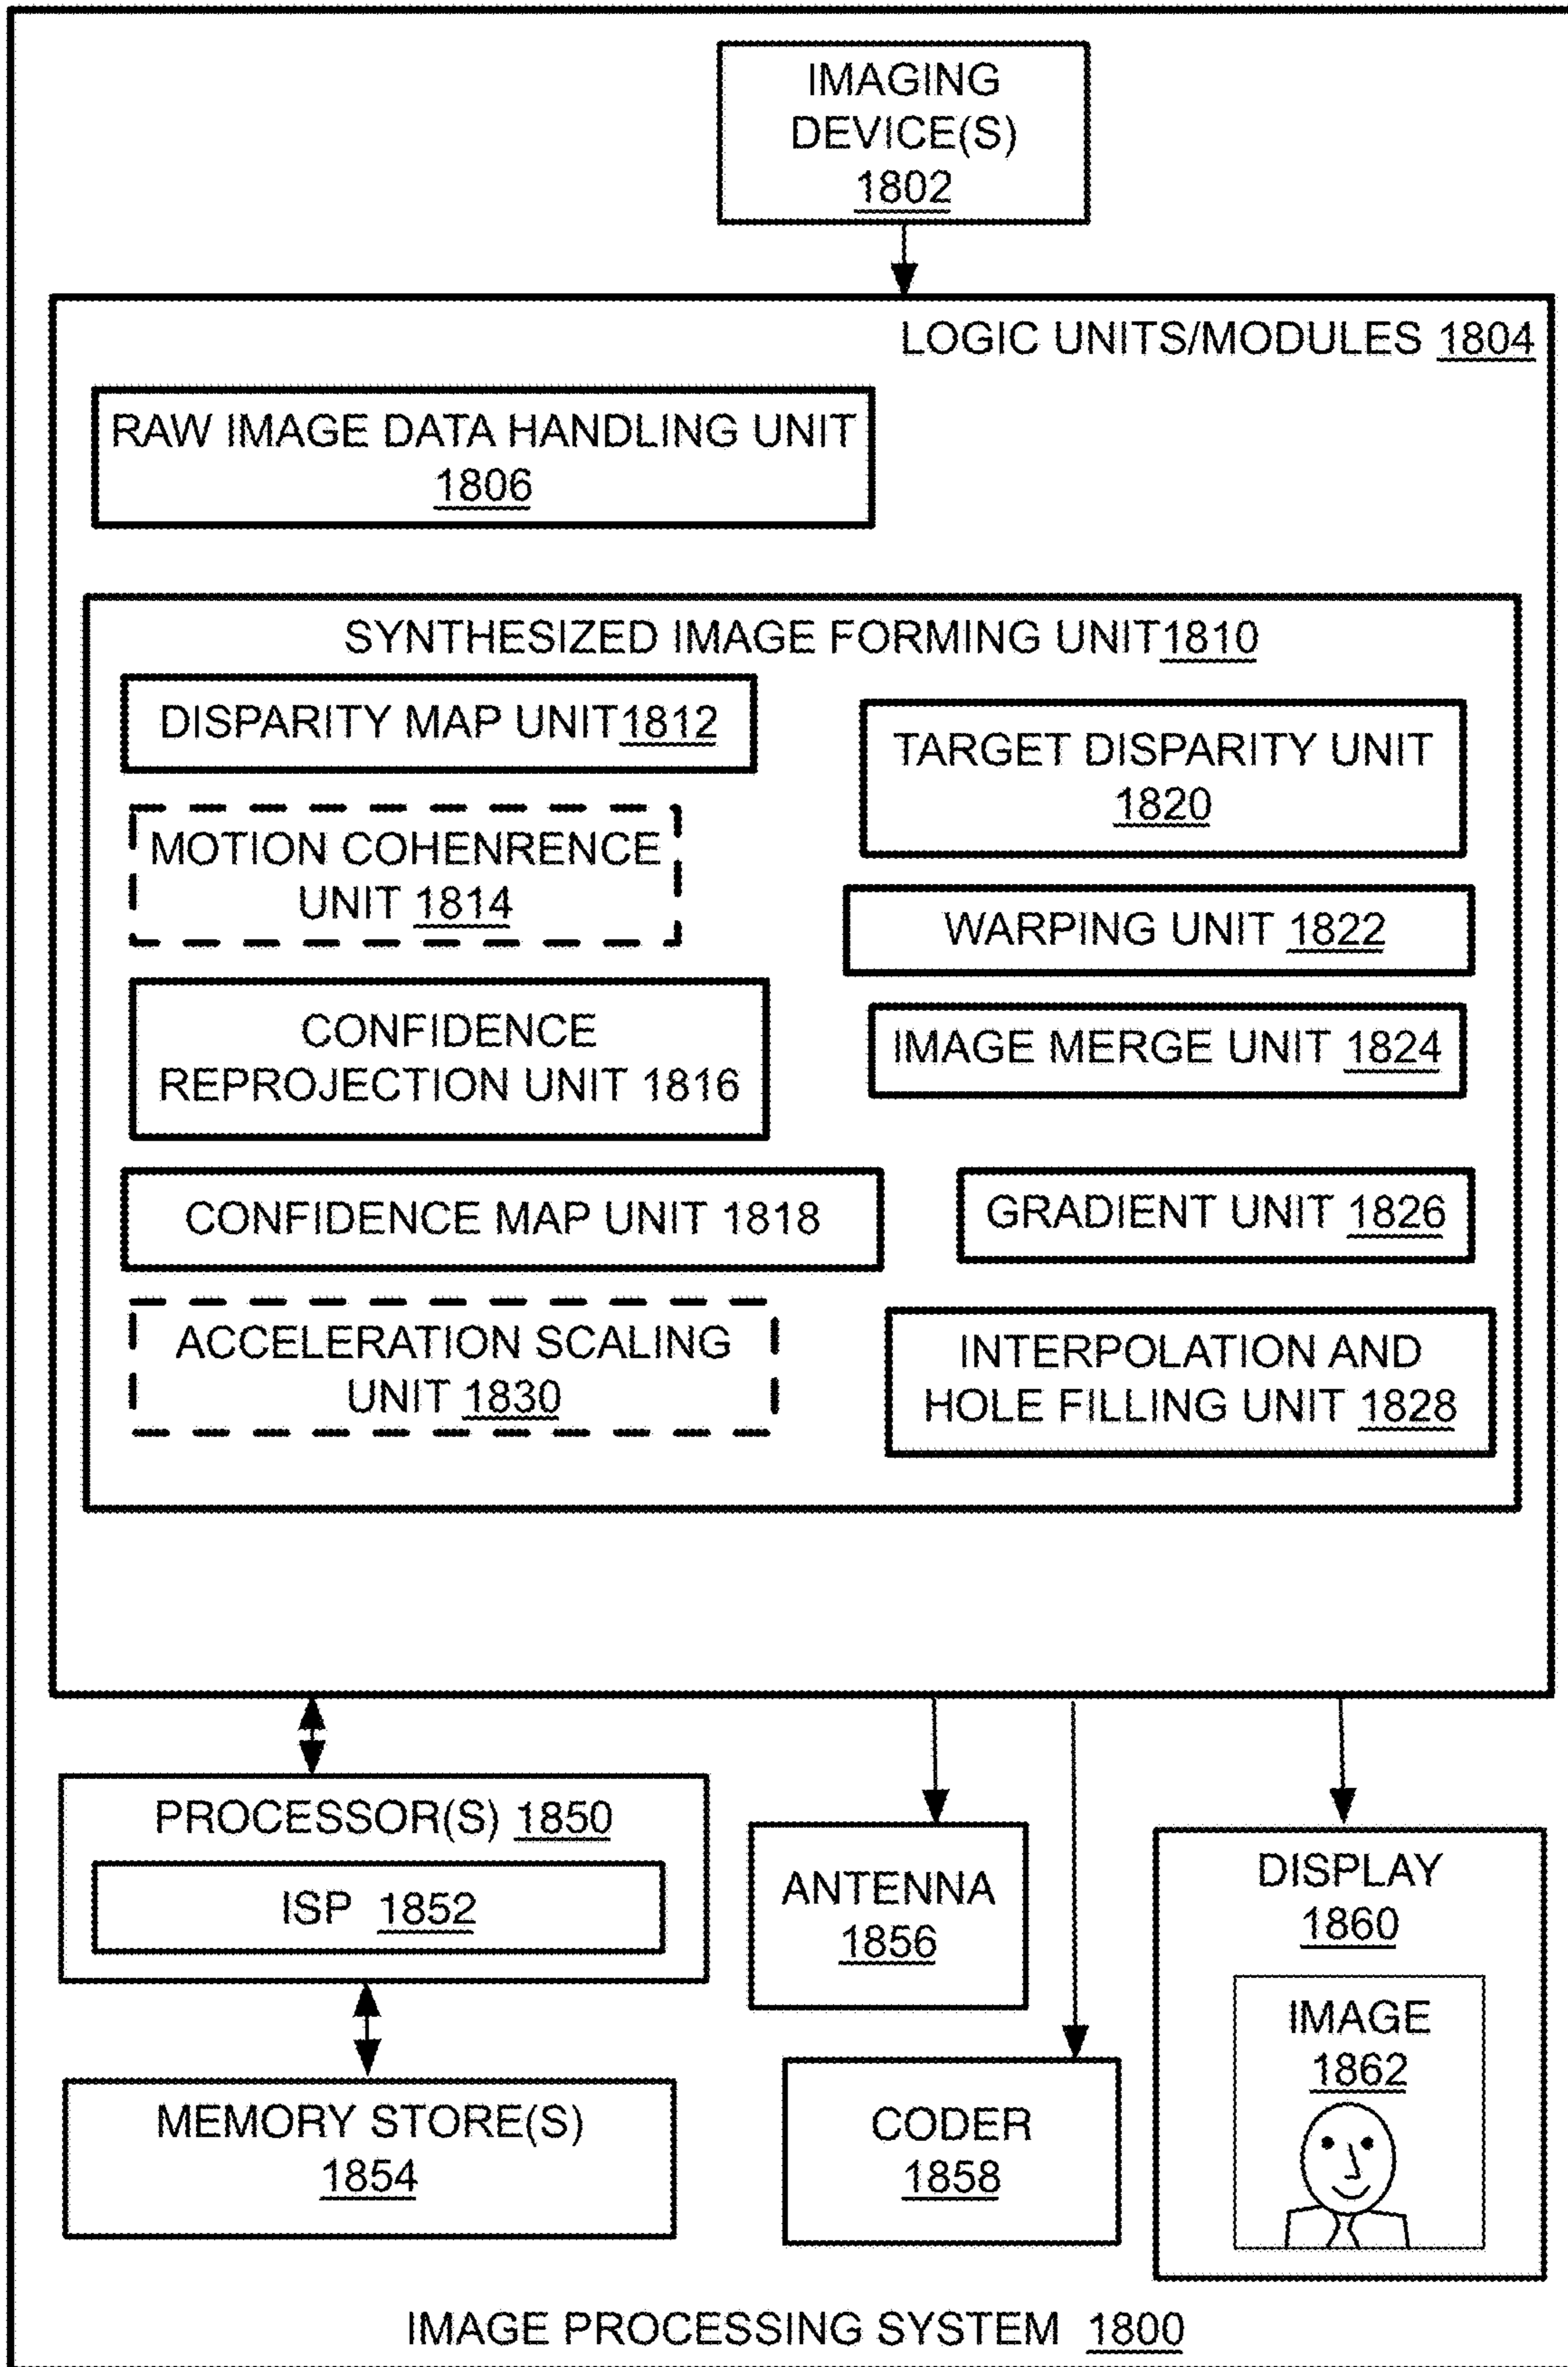 IMAGING
DEVICE(S)
1802
LOGIC UNITS/MODULES 1804
RAW IMAGE DATA HANDLING UNIT
1806
SYNTHESIZED IMAGE FORMING UNIT1810
DISPARITY MAP UNIT1812
MOTION COHENRENCE
UNIT 1814
CONFIDENCE
REPROJECTION UNIT 1816
CONFIDENCE MAP UNIT 1818
ACCELERATION SCALING
UNIT 1830
TARGET DISPARITY UNIT
1820
WARPING UNIT 1822
IMAGE MERGE UNIT 1824
GRADIENT UNIT 1826
INTERPOLATION AND
HOLE FILLING UNIT 1828
PROCESSOR(S) 1850
ISP 1852
MEMORY STORE(S)
1854
ANTENNA
1856
CODER
1858
DISPLAY
1860
IMAGE
1862
IMAGE PROCESSING SYSTEM 1800